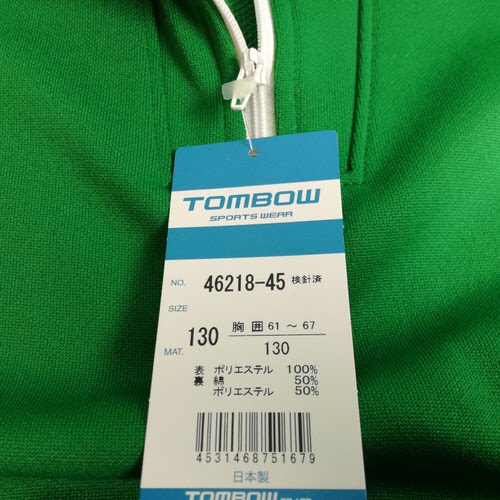 TOMBOW
SPORTS WEAR
NO. 46218-45 検針済
SIZE
130 胸囲 61 ～ 67
MAT. 130
表 ポリエステル 100%
裏 綿 50%
ポリエステル 50%
4531468751679
日本製
TOMBOW